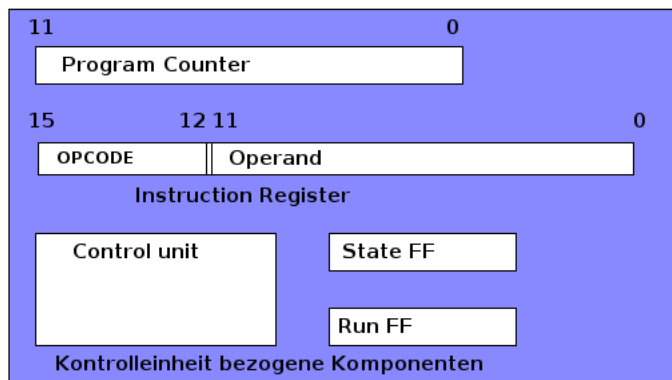 11 0
Program Counter
15 12 11 0
OPCODE Operand
Instruction Register
Control unit State FF
Run FF
Kontrolleinheit bezogene Komponenten